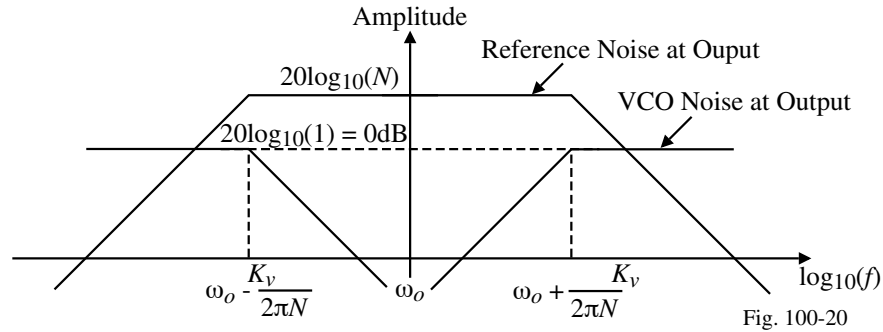 Amplitude
Reference Noise at Ouput
20log10(N)
VCO Noise at Output
20log10(1) = 0dB
log10(f)
ωo - Kv/2πN
ωo
ωo + Kv/2πN
Fig. 100-20